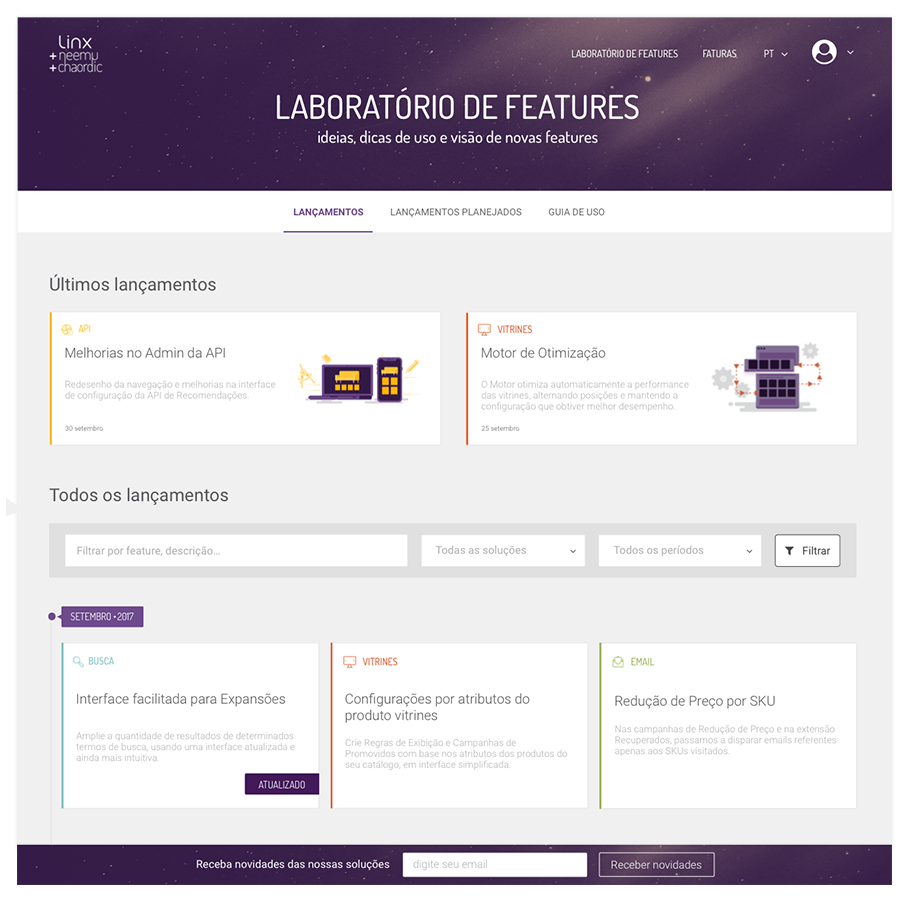 linx
+neemu
+chaordic
LABORATÓRIO DE FEATURES
FATURAS
PT
LABORATÓRIO DE FEATURES
ideias, dicas de uso e visão de novas features
LANÇAMENTOS
LANÇAMENTOS PLANEJADOS
GUIA DE USO
Últimos lançamentos
API
Melhorias no Admin da API
Redesenho da navegação e melhorias na interface
de configuração da API de Recomendações.
30 setembro
VITRINES
Motor de Otimização
O Motor otimiza automaticamente a performance
das vitrines, alternando posições e mantendo a
configuração que obtiver melhor desempenho.
25 setembro
Todos os lançamentos
Filtrar por feature, descrição...
Todas as soluções
Todos os períodos
Filtrar
SETEMBRO • 2017
BUSCA
Interface facilitada para Expansões
Amplie a quantidade de resultados de determinados
termos de busca, usando uma interface atualizada e
ainda mais intuitiva.
ATUALIZADO
VITRINES
Configurações por atributos do
produto vitrines
Crie Regras de Exibição e Campanhas de
Promovidos com base nos atributos dos produtos do
seu catálogo, em interface simplificada.
EMAIL
Redução de Preço por SKU
Nas campanhas de Redução de Preço e na extensão
Recuperados, passamos a disparar emails referentes
apenas aos SKUs visitados.
Receba novidades das nossas soluções
digite seu email
Receber novidades